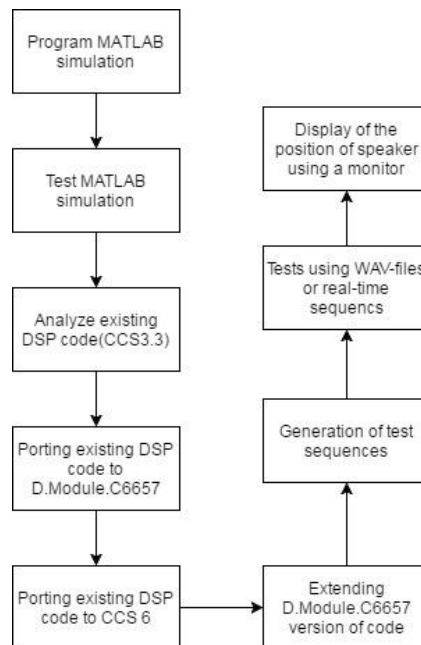 Program MATLAB
simulation
Test MATLAB
simulation
Analyze existing
DSP code(CCS3.3)
Porting existing DSP
code to
D.Module.C6657
Porting existing DSP
code to CCS 6
Extending
D.Module.C6657
version of code
Generation of test
sequences
Tests using WAV-files
or real-time
sequencs
Display of the
position of speaker
using a monitor